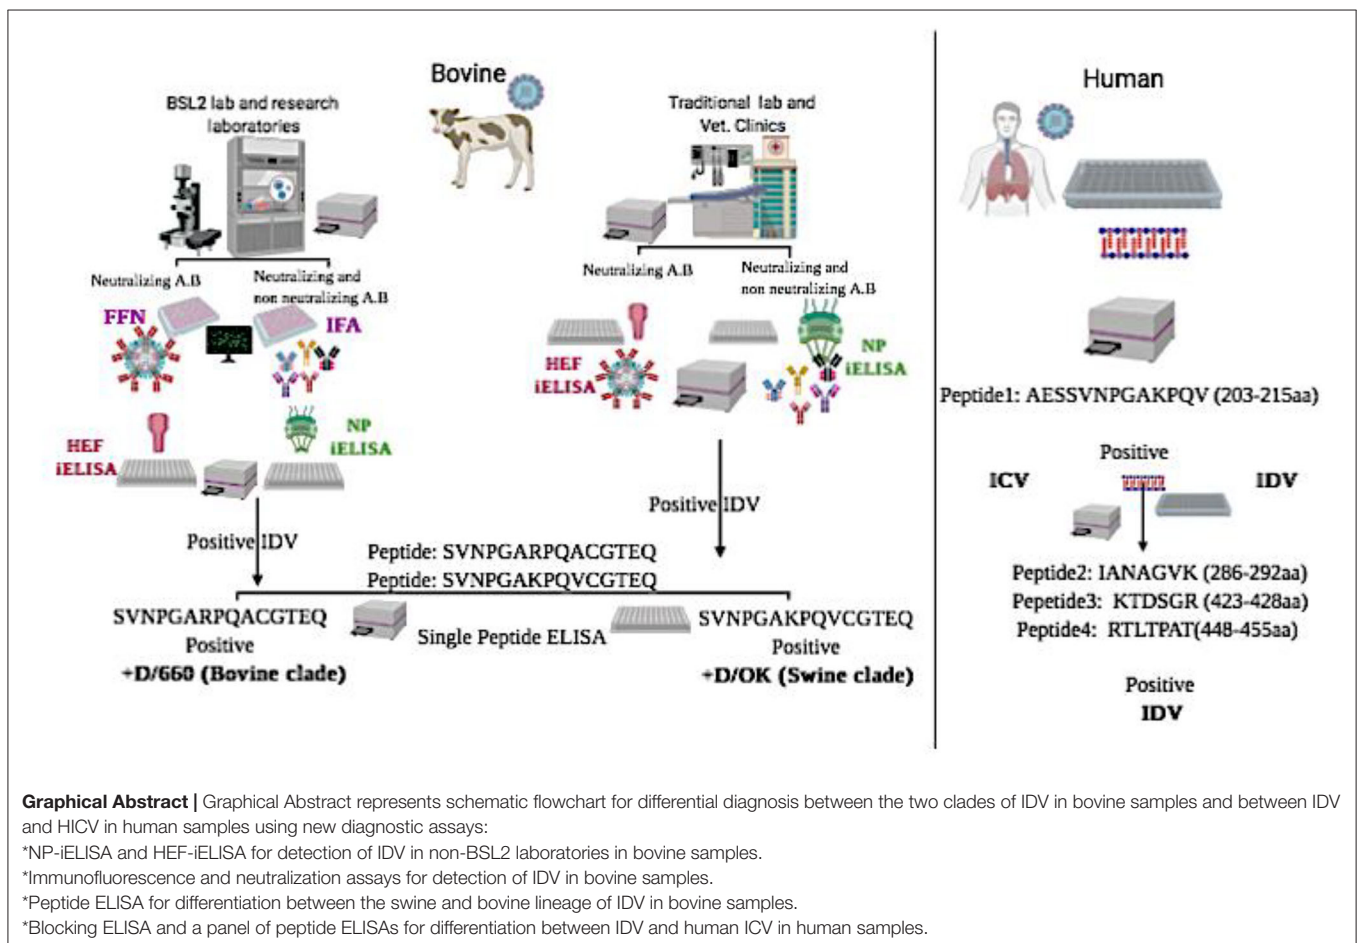 Bovine
BSL2 lab and research
laboratories
Neutralizing A.B
Neutralizing and
non neutralizing A.B
FFN
IFA
HEF
iELISA
NP
iELISA
Positive IDV
Traditional lab and
Vet. Clinics
Neutralizing A.B
Neutralizing and
non neutralizing A.B
HEF
iELISA
NP
iELISA
Positive IDV
Peptide: SVNPGARPQACGTEQ
Peptide: SVNPGAKPQVCGTEQ
SVNPGARPQACGTEQ
Positive
+D/660 (Bovine clade)
Single Peptide ELISA
SVNPGAKPQVCGTEQ
Positive
+D/OK (Swine clade)
Human
Peptide1: AESSVNPGAKPQV (203-215aa)
Positive
ICV
IDV
Peptide2: IANAGVK (286-292aa)
Pepetide3: KTDSGR (423-428aa)
Peptide4: RTLTPAT(448-455aa)
Positive
IDV
Graphical Abstract | Graphical Abstract represents schematic flowchart for differential diagnosis between the two clades of IDV in bovine samples and between IDV
and HICV in human samples using new diagnostic assays:
*NP-iELISA and HEF-iELISA for detection of IDV in non-BSL2 laboratories in bovine samples.
*Immunofluorescence and neutralization assays for detection of IDV in bovine samples.
*Peptide ELISA for differentiation between the swine and bovine lineage of IDV in bovine samples.
*Blocking ELISA and a panel of peptide ELISAs for differentiation between IDV and human ICV in human samples.